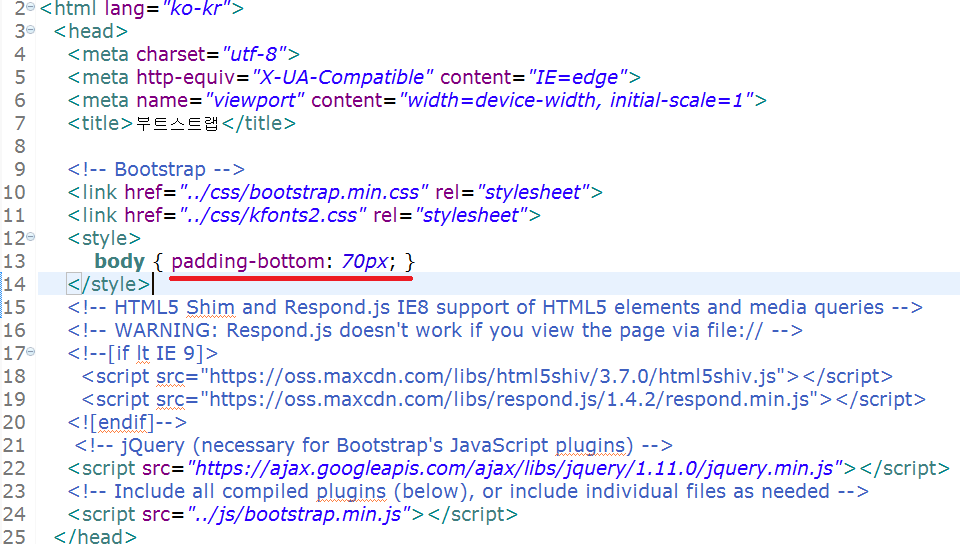 2 <html lang="ko-kr">
3 <head>
4 <meta charset="utf-8">
5 <meta http-equiv="X-UA-Compatible" content="IE=edge">
6 <meta name="viewport" content="width=device-width, initial-scale=1">
7 <title>부트스트랩</title>
8
9 <!-- Bootstrap -->
10 <link href="../css/bootstrap.min.css" rel="stylesheet">
11 <link href="../css/kfonts2.css" rel="stylesheet">
12 <style>
13 body { padding-bottom: 70px; }
14 </style>
15 <!-- HTML5 Shim and Respond.js IE8 support of HTML5 elements and media queries -->
16 <!-- WARNING: Respond.js doesn't work if you view the page via file:// -->
17 <!--[if lt IE 9]>
18 <script src="https://oss.maxcdn.com/libs/html5shiv/3.7.0/html5shiv.js"></script>
19 <script src="https://oss.maxcdn.com/libs/respond.js/1.4.2/respond.min.js"></script>
20 <![endif]-->
21 <!-- jQuery (necessary for Bootstrap's JavaScript plugins) -->
22 <script src="https://ajax.googleapis.com/ajax/libs/jquery/1.11.0/jquery.min.js"></script>
23 <!-- Include all compiled plugins (below), or include individual files as needed -->
24 <script src="../js/bootstrap.min.js"></script>
25 </head>